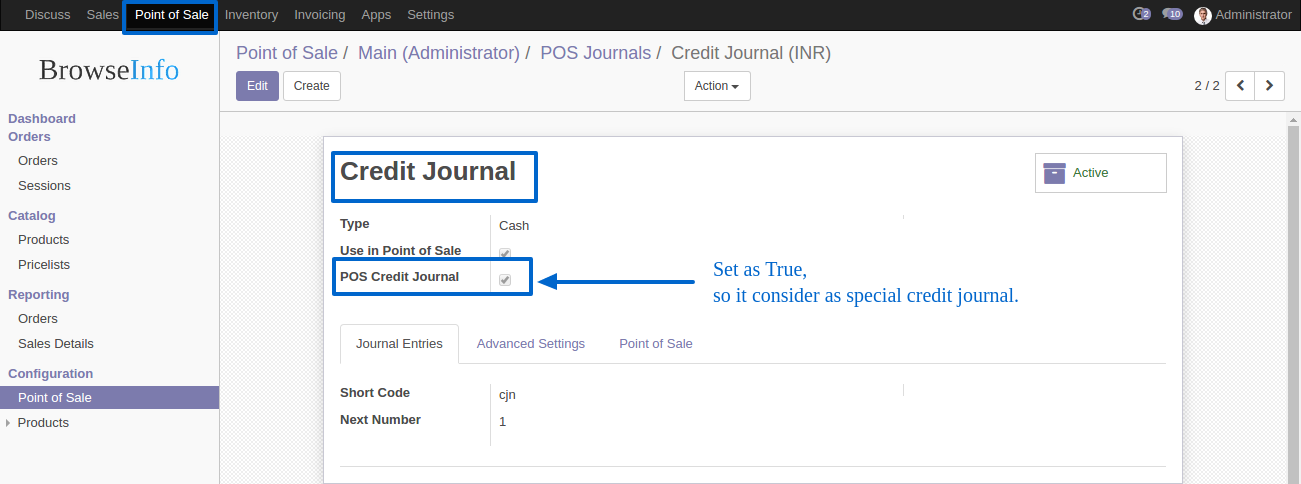 Discuss Sales Point of Sale Inventory Invoicing Apps Settings 2 10 Administrator
BrowseInfo
Point of Sale / Main (Administrator) / POS Journals / Credit Journal (INR)
Edit Create Action 2 / 2
Dashboard
Orders
Orders
Sessions
Catalog
Products
Pricelists
Reporting
Orders
Sales Details
Configuration
Point of Sale
Products
Credit Journal
Active
Type Cash
Use in Point of Sale
POS Credit Journal
Set as True,
so it consider as special credit journal.
Journal Entries Advanced Settings Point of Sale
Short Code cjn
Next Number 1